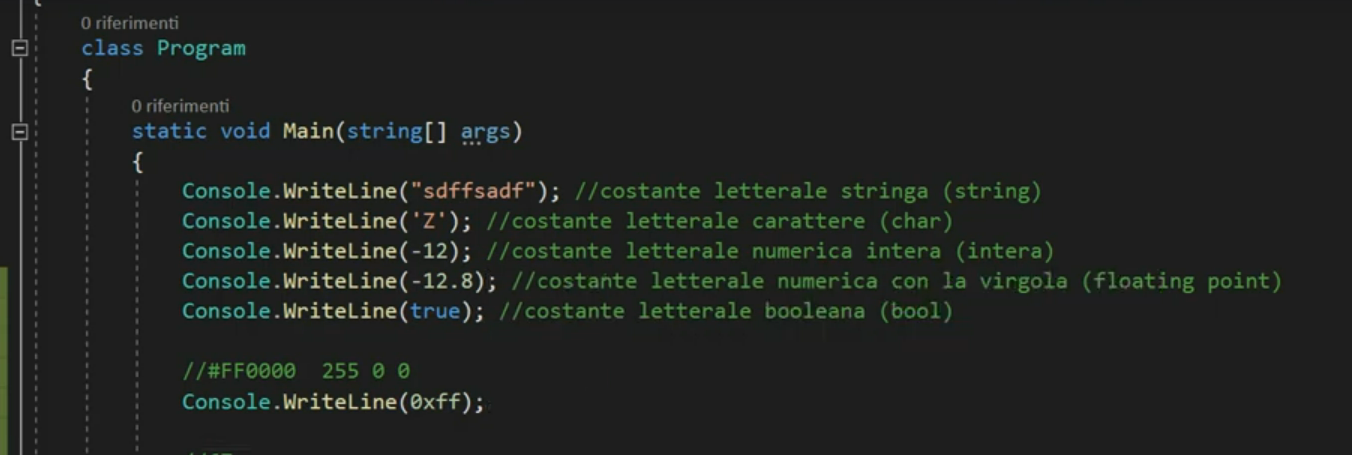 {
0 riferimenti
class Program
{
0 riferimenti
static void Main(string[] args)
{
Console.WriteLine("sdffsadf"); //costante letterale stringa (string)
Console.WriteLine('Z'); //costante letterale carattere (char)
Console.WriteLine(-12); //costante letterale numerica intera (intera)
Console.WriteLine(-12.8); //costante letterale numerica con la virgola (floating point)
Console.WriteLine(true); //costante letterale booleana (bool)
//#FF0000  255 0 0
Console.WriteLine(0xff);